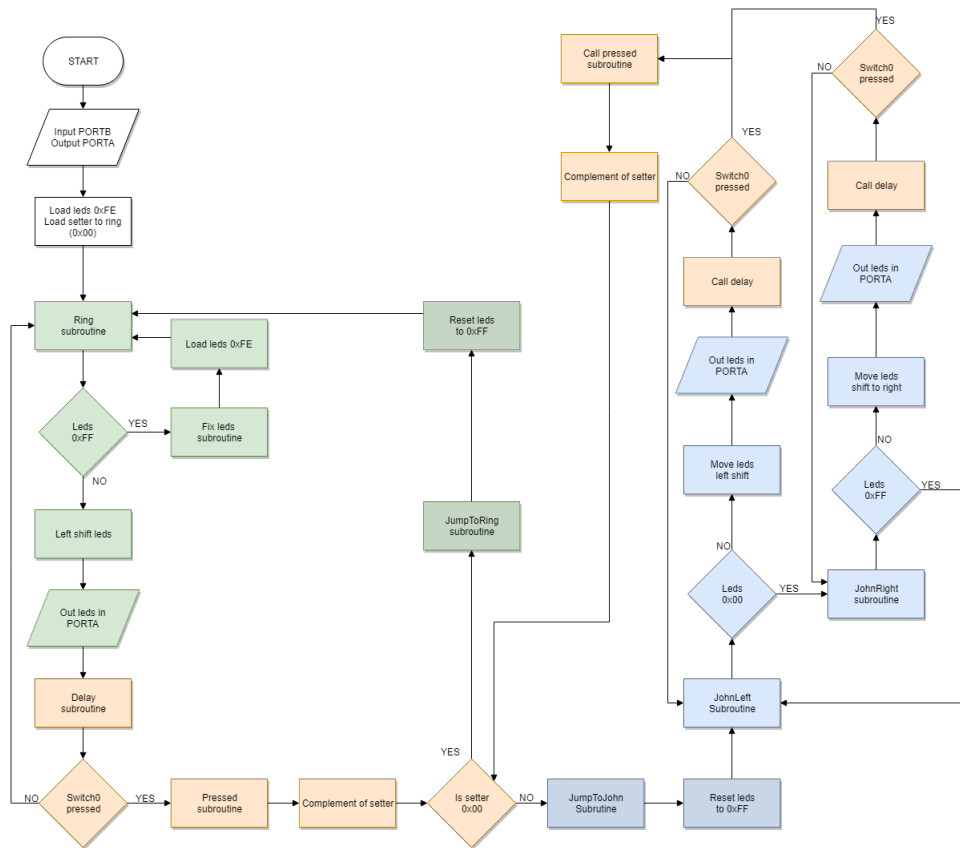 START
Input PORTB
Output PORTA
Load leds 0xFE
Load setter to ring
(0x00)
Ring
subroutine
Load leds 0xFE
Leds
0xFF
YES
Fix leds
subroutine
NO
Left shift leds
Out leds in
PORTA
Delay
subroutine
Switch0
pressed
NO
YES
Pressed
subroutine
Complement of setter
Is setter
0x00
YES
NO
JumpToRing
subroutine
Reset leds
to 0xFF
JumpToJohn
Subrutine
Reset leds
to 0xFF
JohnLeft
Subroutine
Leds
0x00
NO
YES
Move leds
left shift
Out leds in
PORTA
Call delay
Switch0
pressed
NO
YES
Call pressed
subroutine
Complement of setter
JohnRight
subroutine
Leds
0xFF
NO
YES
Move leds
shift to right
Out leds in
PORTA
Call delay
Switch0
pressed
NO
YES